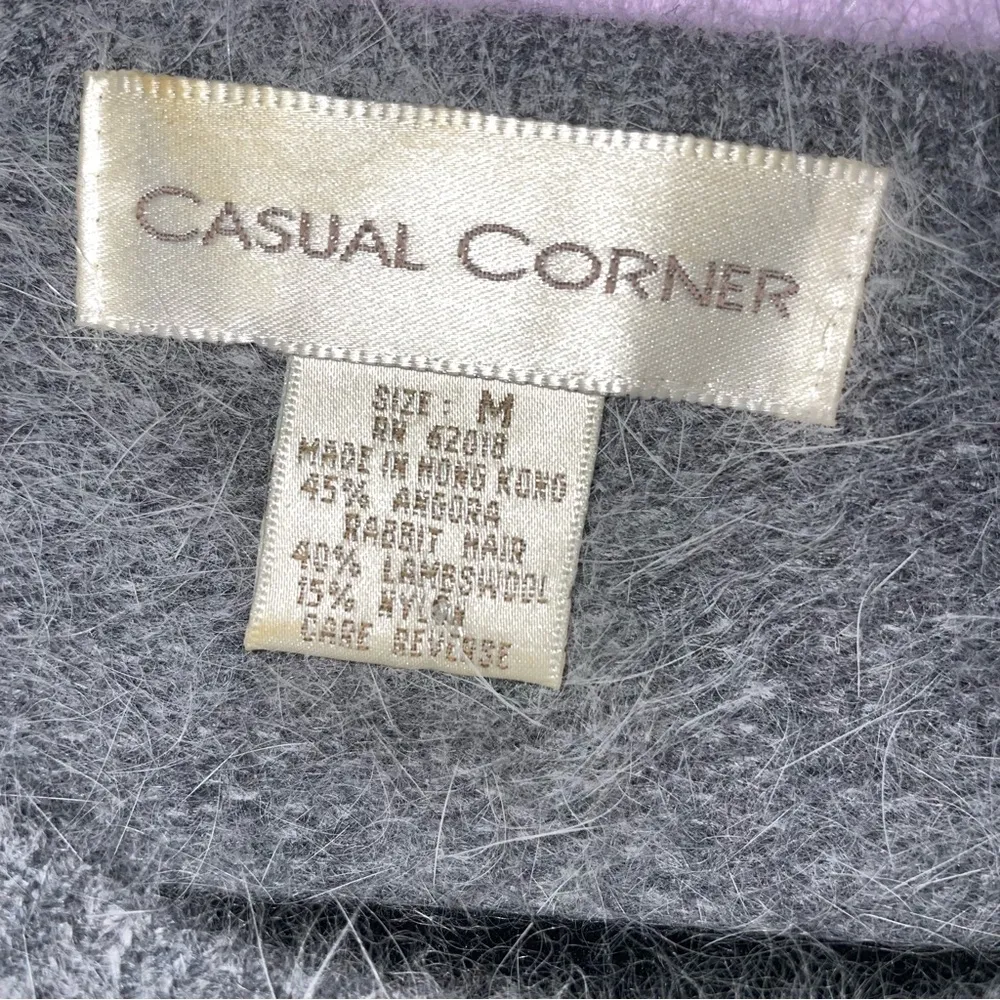 CASUAL CORNER
SIZE: M
RN 62018
MADE IN HONG KONG
45% ANGORA
RABBIT HAIR
40% LAMBSWOOL
15% NYLON
CARE REVERSE